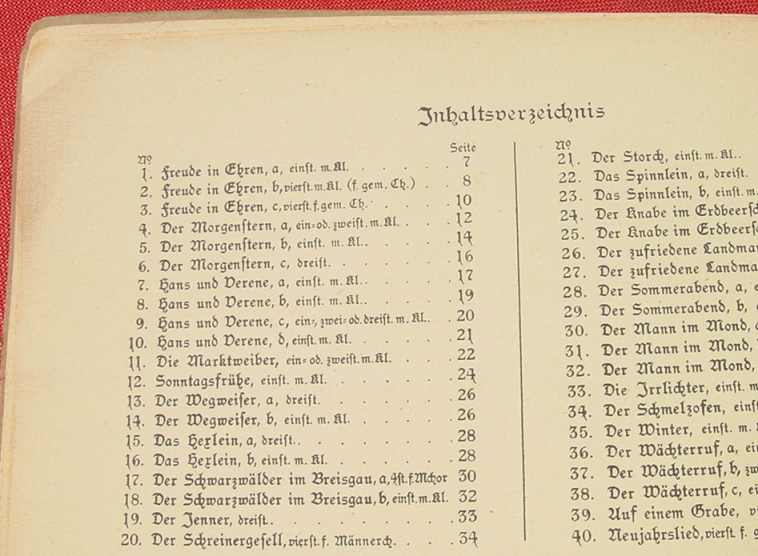 Inhaltsverzeichnis
No Seite
1. Freude in Ehren, a, einst. m. Kl. . . . . . 7
2. Freude in Ehren, b, vierst. m. Kl. (f. gem. Ch.) . . 8
3. Freude in Ehren, c, vierst. f. gem. Ch. . . . . 10
4. Der Morgenstern, a, ein= od. zweist. m. Kl. . . . 12
5. Der Morgenstern, b, einst. m. Kl. . . . . . 14
6. Der Morgenstern, c, dreist. . . . . . . 16
7. Hans und Verene, a, einst. m. Kl. . . . . . 17
8. Hans und Verene, b, einst. m. Kl. . . . . . 19
9. Hans und Verene, c, ein=, zwei= od. dreist. m. Kl. . . 20
10. Hans und Verene, d, einst. m. Kl. . . . . . 21
11. Die Marktweiber, ein= od. zweist. m. Kl. . . . 22
12. Sonntagsfrühe, einst. m. Kl. . . . . . . 24
13. Der Wegweiser, a, dreist. . . . . . . . 26
14. Der Wegweiser, b, einst. m. Kl. . . . . . 26
15. Das Hexlein, a, dreist. . . . . . . . . 28
16. Das Hexlein, b, einst. m. Kl. . . . . . . 28
17. Der Schwarzwälder im Breisgau, a, 4st. f. Mchor 30
18. Der Schwarzwälder im Breisgau, b, einst. m. Kl. 32
19. Der Jenner, dreist. . . . . . . . . . 33
20. Der Schreinergesell, vierst. f. Männerch. . . . 34
No
21. Der Storch, einst. m. Kl. .
22. Das Spinnlein, a, dreist.
23. Das Spinnlein, b, einst. m.
24. Der Knabe im Erdbeersch
25. Der Knabe im Erdbeersch
26. Der zufriedene Landman
27. Der zufriedene Landma
28. Der Sommerabend, a, e
29. Der Sommerabend, b,
30. Der Mann im Mond,
31. Der Mann im Mond,
32. Der Mann im Mond,
33. Die Irrlichter, einst. m
34. Der Schmelzofen, einst
35. Der Winter, einst. m.
36. Der Wächterruf, a, ei
37. Der Wächterruf, b, zw
38. Der Wächterruf, c, ei
39. Auf einem Grabe, vi
40. Neujahrslied, vierst. f. g